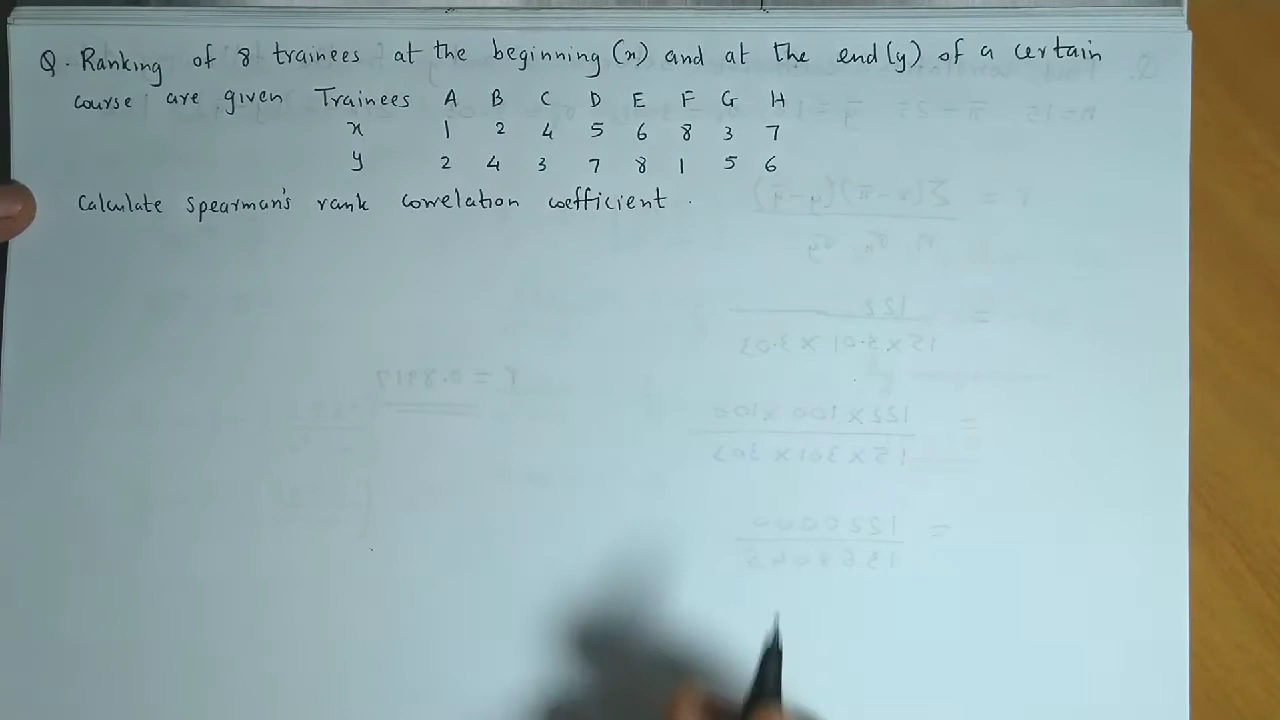 Q. Ranking of 8 trainees at the beginning (x) and at the end (y) of a certain
course are given Trainees A B C D E F G H
x 1 2 4 5 6 8 3 7
y 2 4 3 7 8 1 5 6
Calculate spearman's rank correlation coefficient.